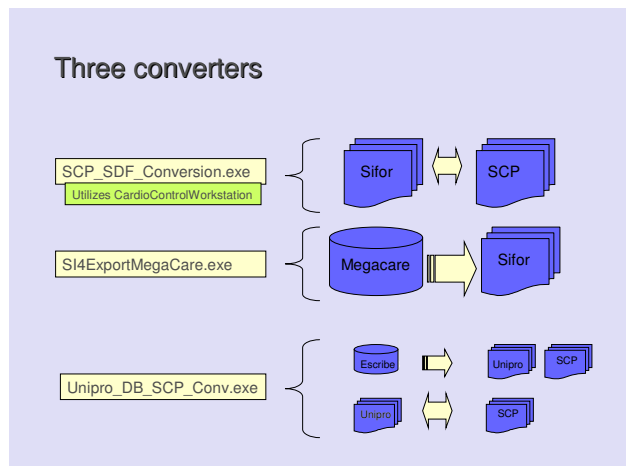 Three converters
SCP_SDF_Conversion.exe
Utilizes CardioControlWorkstation
Sifor
SCP
SI4ExportMegaCare.exe
Megacare
Sifor
Unipro_DB_SCP_Conv.exe
Escribe
Unipro
SCP
Unipro
SCP